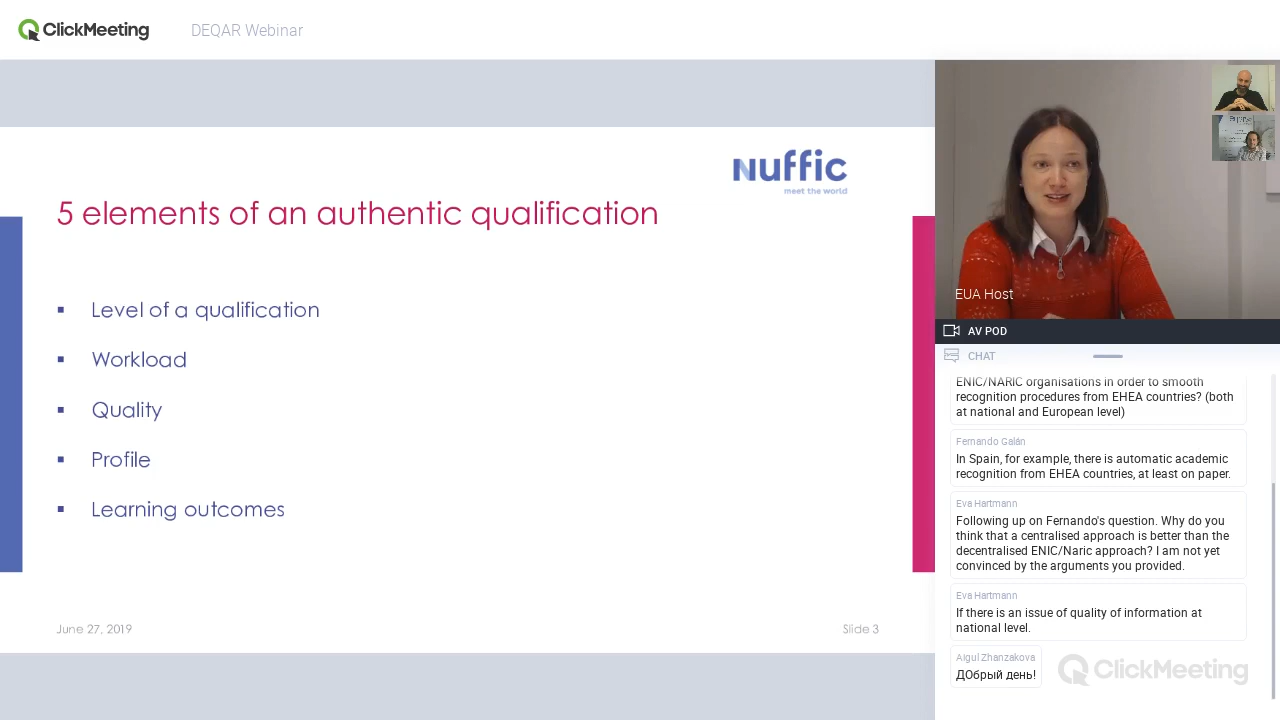 ClickMeeting
DEQAR Webinar
Nuffic
meet the world
5 elements of an authentic qualification
▪ Level of a qualification
▪ Workload
▪ Quality
▪ Profile
▪ Learning outcomes
June 27, 2019
Slide 3
EUA Host
AV POD
CHAT
ENIC/NARIC organisations in order to smooth
recognition procedures from EHEA countries? (both
at national and European level)
Fernando Galán
In Spain, for example, there is automatic academic
recognition from EHEA countries, at least on paper.
Eva Hartmann
Following up on Fernando's question. Why do you
think that a centralised approach is better than the
decentralised ENIC/Naric approach? I am not yet
convinced by the arguments you provided.
Eva Hartmann
If there is an issue of quality of information at
national level.
Aigul Zhanzakova
ДОбрый день!
ClickMeeting